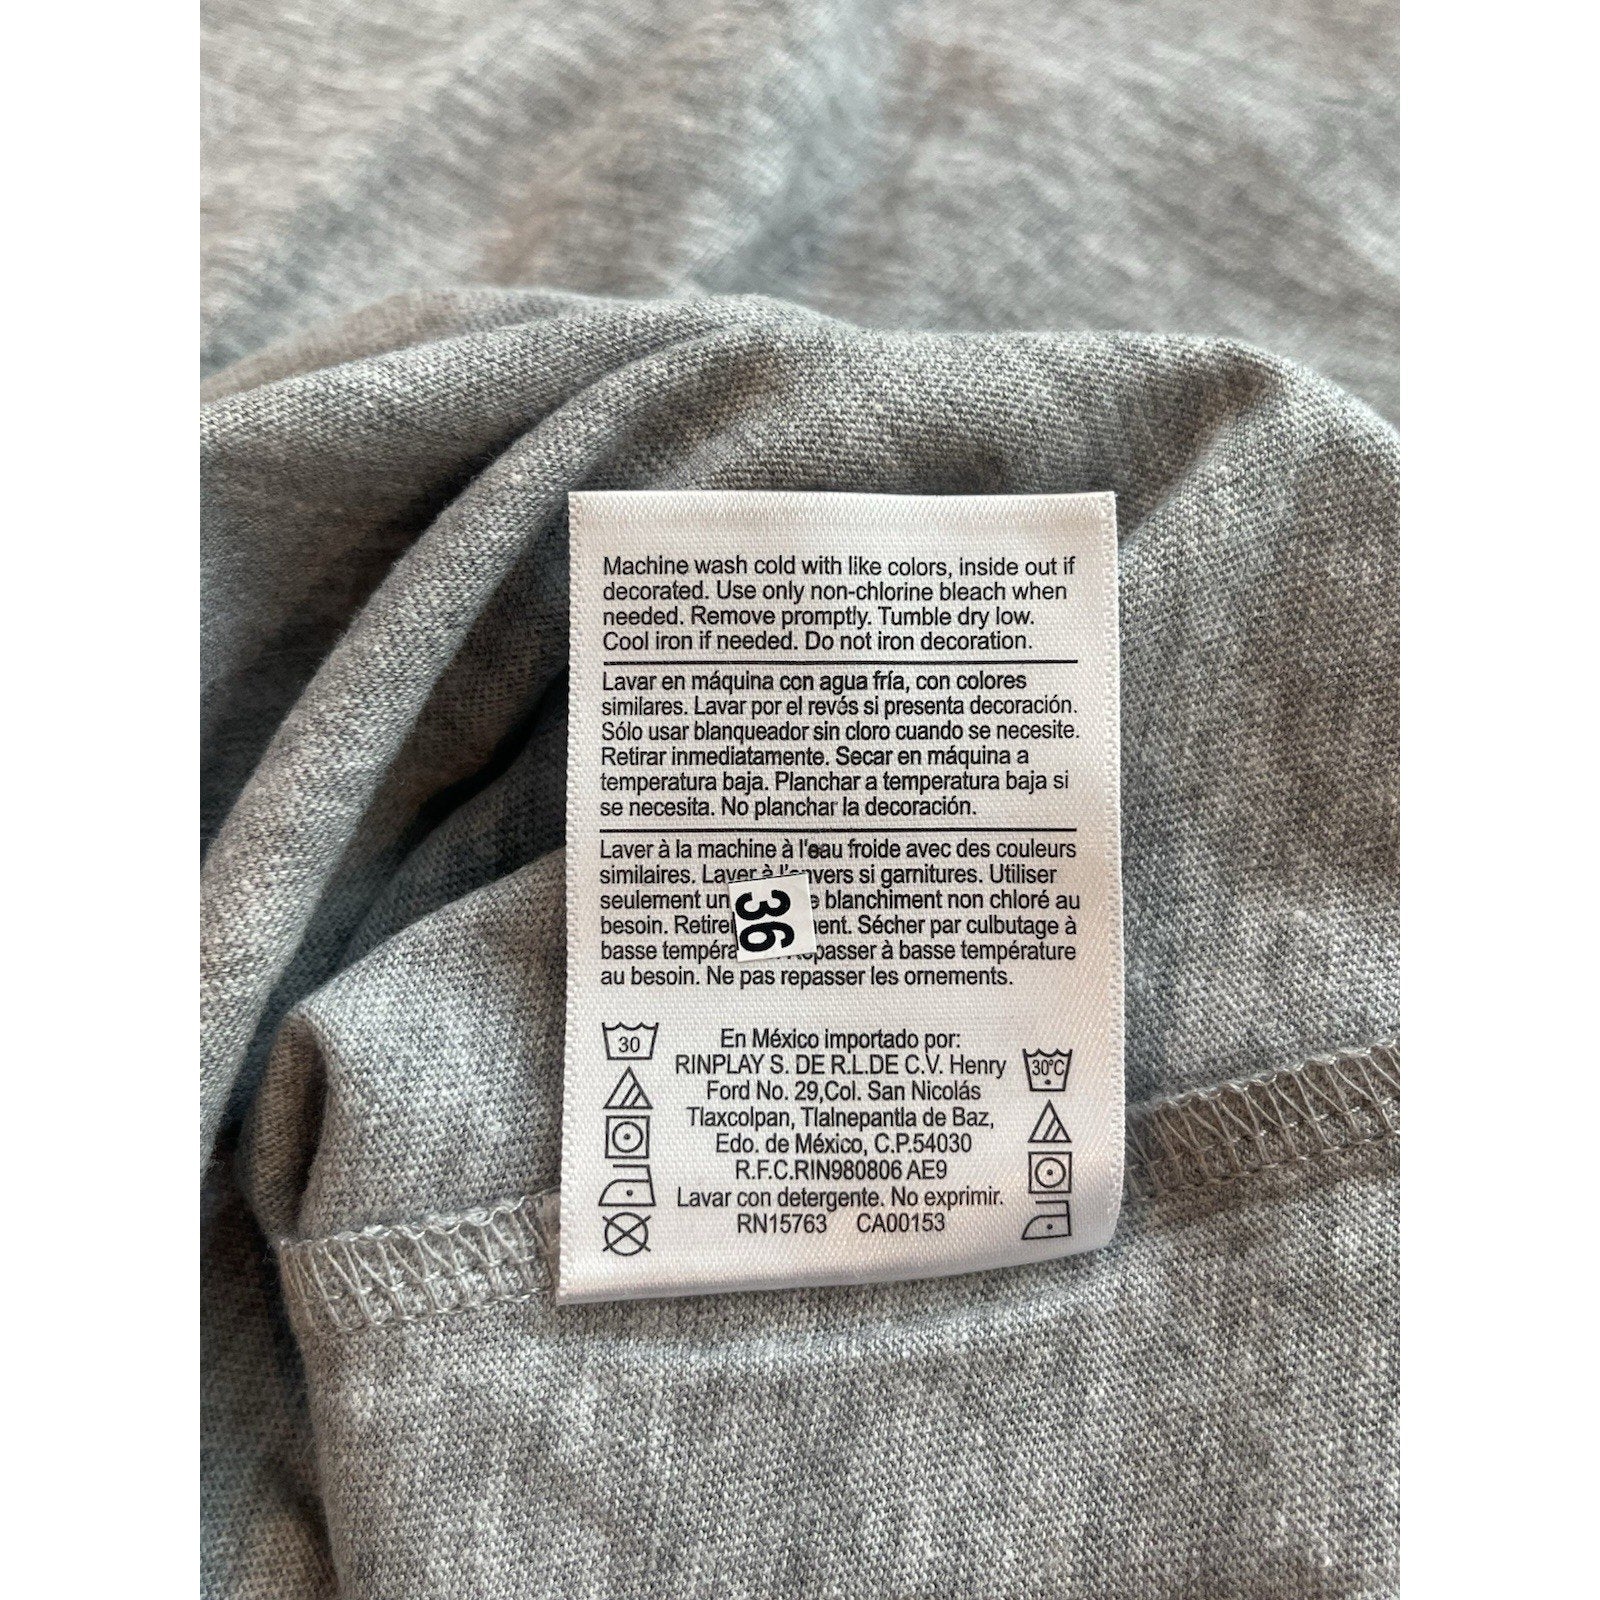 Machine wash cold with like colors, inside out if
decorated. Use only non-chlorine bleach when
needed. Remove promptly. Tumble dry low.
Cool iron if needed. Do not iron decoration.
Lavar en máquina con agua fría, con colores
similares. Lavar por el revés si presenta decoración.
Sólo usar blanqueador sin cloro cuando se necesite.
Retirar inmediatamente. Secar en máquina a
temperatura baja. Planchar a temperatura baja si
se necesita. No planchar la decoración.
Laver à la machine à l'eau froide avec des couleurs
similaires. Laver à l'envers si garnitures. Utiliser
seulement un blanchiment non chloré au
besoin. Sécher par culbutage à
basse à basse température
au besoin. Ne pas repasser les ornements.
36
30
En México importado por:
RINPLAY S. DE R.L.DE C.V. Henry
Ford No. 29,Col. San Nicolás
Tlaxcolpan, Tlalnepantla de Baz,
Edo. de México, C.P.54030
R.F.C.RIN980806 AE9
Lavar con detergente. No exprimir.
RN15763 CA00153
30ºC